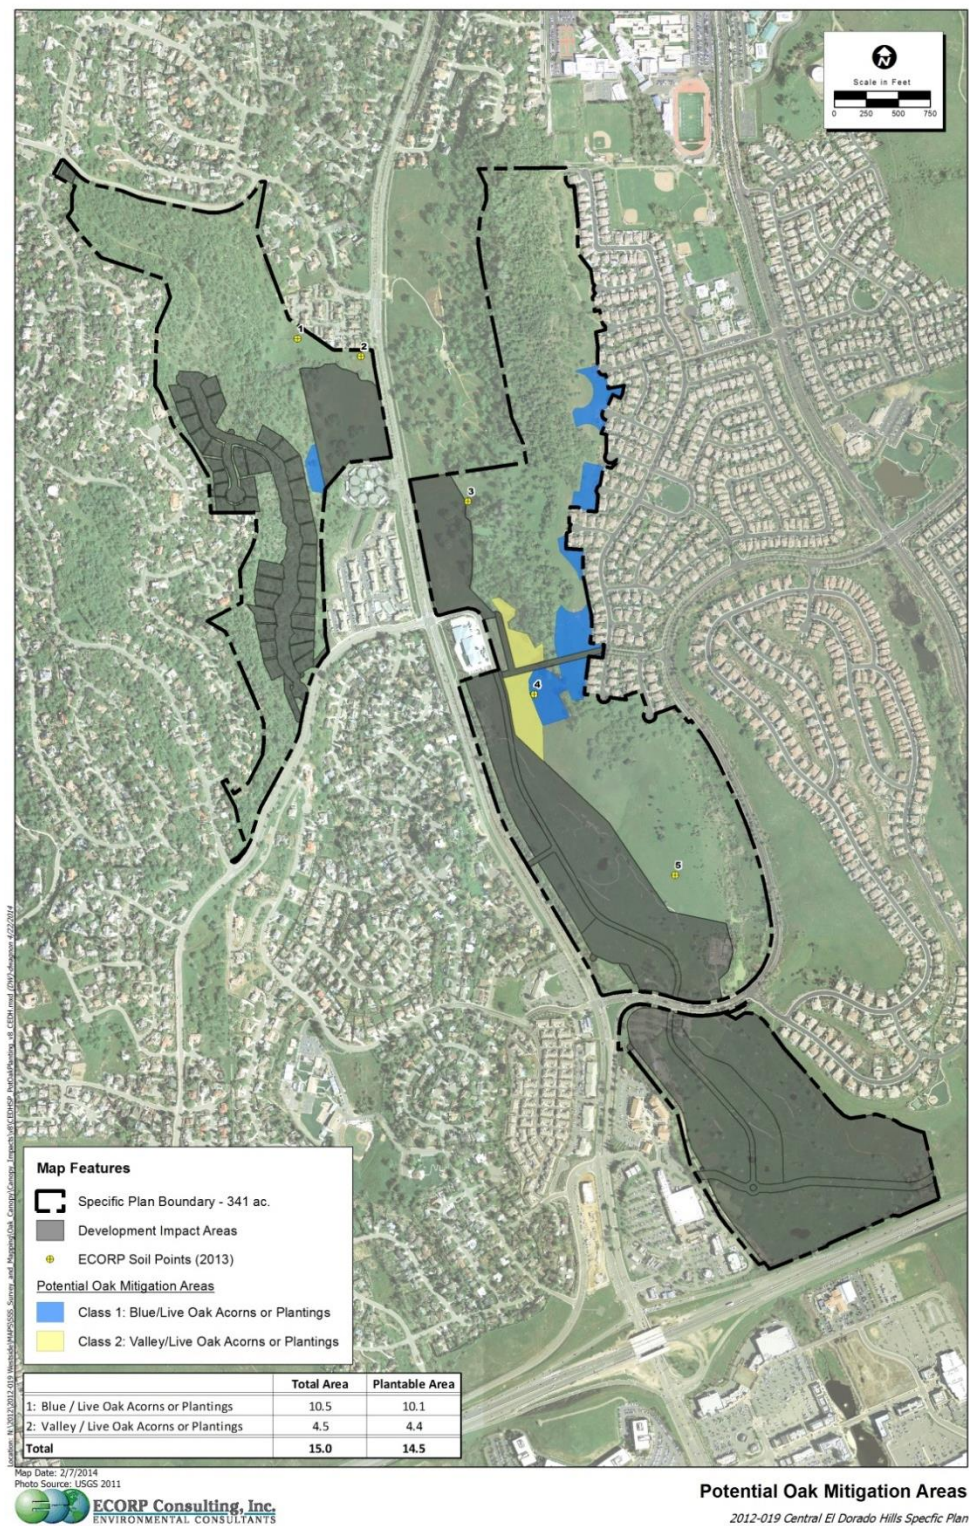 N
Scale in Feet
0 250 500 750
1
2
3
4
5
Map Features
Specific Plan Boundary - 341 ac.
Development Impact Areas
ECORP Soil Points (2013)
Potential Oak Mitigation Areas
Class 1: Blue/Live Oak Acorns or Plantings
Class 2: Valley/Live Oak Acorns or Plantings
Total Area Plantable Area
1: Blue / Live Oak Acorns or Plantings 10.5 10.1
2: Valley / Live Oak Acorns or Plantings 4.5 4.4
Total 15.0 14.5
Map Date: 2/7/2014
Photo Source: USGS 2011
ECORP Consulting, Inc.
ENVIRONMENTAL CONSULTANTS
Potential Oak Mitigation Areas
2012-019 Central El Dorado Hills Specfic Plan